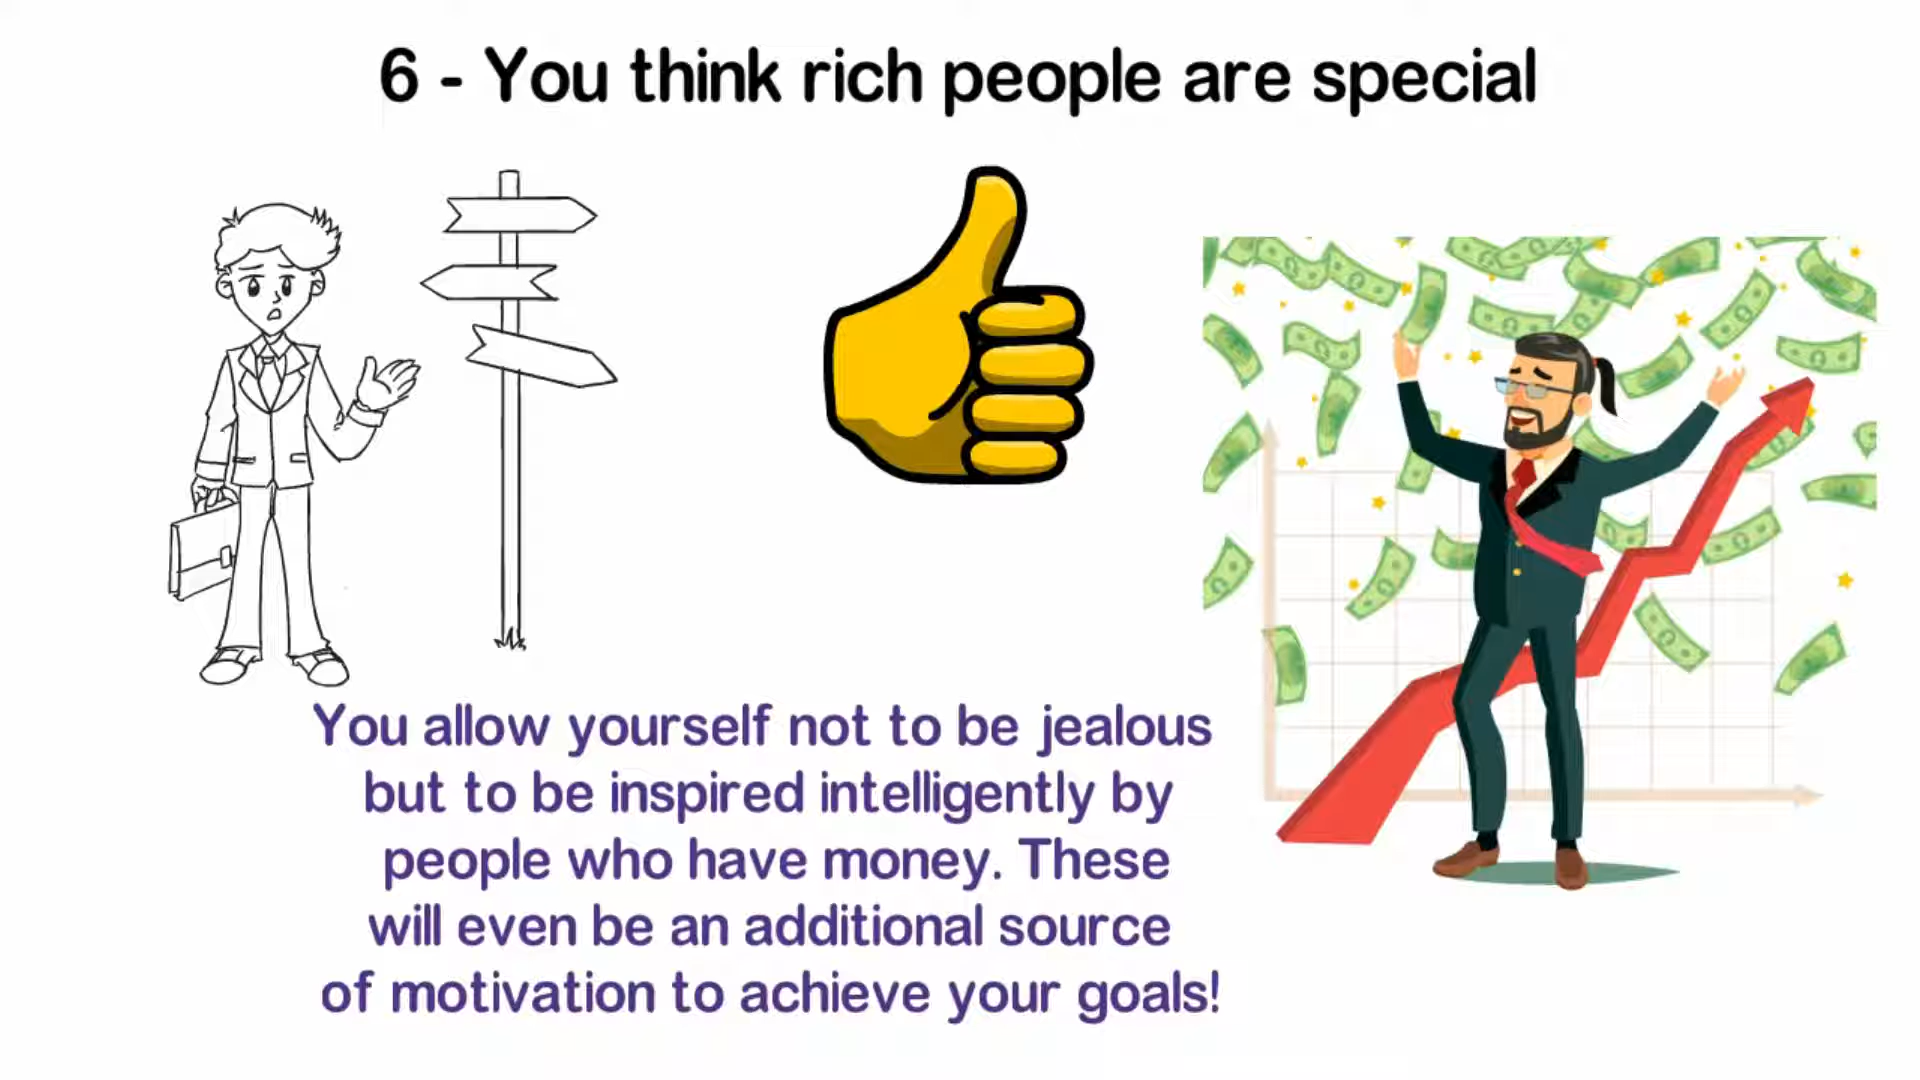 6 - You think rich people are special
You allow yourself not to be jealous
but to be inspired intelligently by
people who have money. These
will even be an additional source
of motivation to achieve your goals!